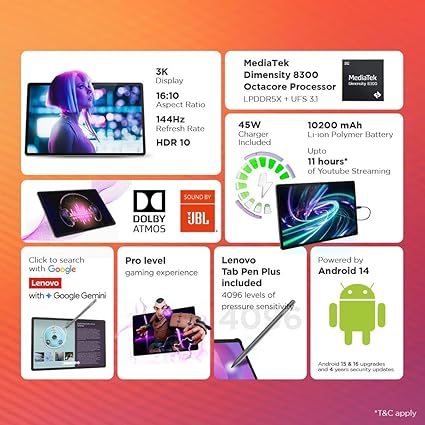 3K
Display
16:10
Aspect Ratio
144Hz
Refresh Rate
HDR 10
MediaTek
Dimensity 8300
Octacore Processor
LPDDR5X + UFS 3.1
MediaTek
Dimensity 8300
DOLBY
ATMOS
SOUND BY
JBL
45W
Charger
Included
10200 mAh
Li-ion Polymer Battery
Upto
11 hours*
of Youtube Streaming
Click to search
with Google
Lenovo
with Google Gemini
Pro level
gaming experience
Lenovo
Tab Pen Plus
included
4096 levels of
pressure sensitivity
4096
Powered by
Android 14
Android 15 & 16 upgrades
and 4 years security updates
*T&C apply